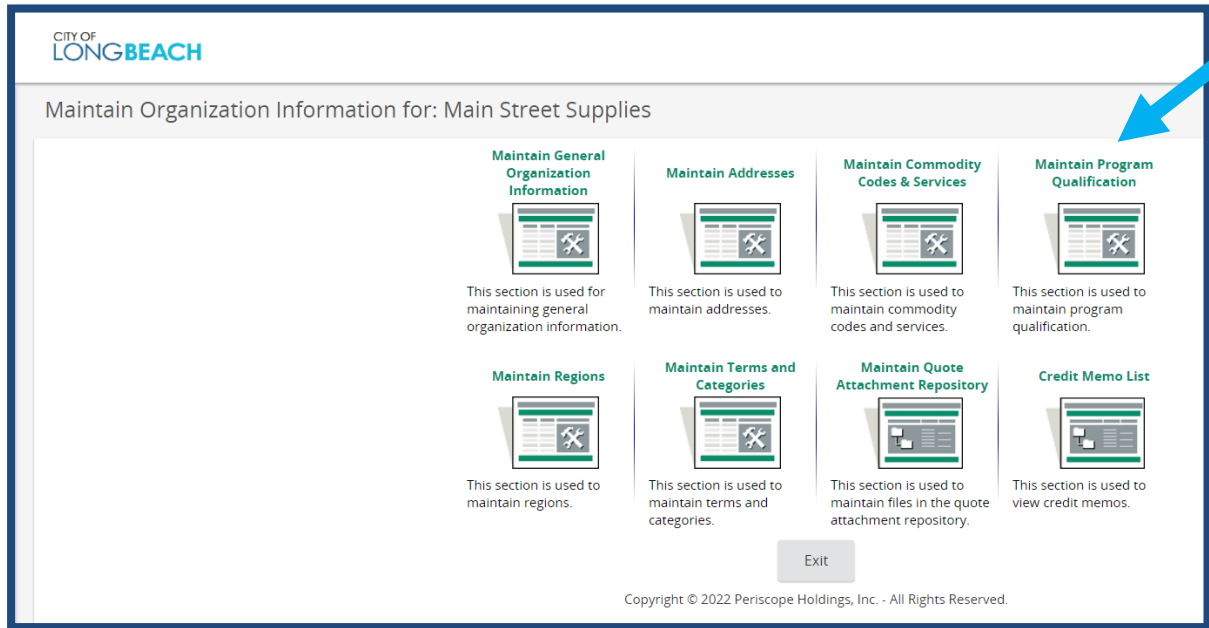 CITY OF
LONGBEACH
Maintain Organization Information for: Main Street Supplies
Maintain General
Organization
Information
This section is used for
maintaining general
organization information.
Maintain Addresses
This section is used to
maintain addresses.
Maintain Commodity
Codes & Services
This section is used to
maintain commodity
codes and services.
Maintain Program
Qualification
This section is used to
maintain program
qualification.
Maintain Regions
This section is used to
maintain regions.
Maintain Terms and
Categories
This section is used to
maintain terms and
categories.
Maintain Quote
Attachment Repository
This section is used to
maintain files in the quote
attachment repository.
Credit Memo List
This section is used to
view credit memos.
Exit
Copyright © 2022 Periscope Holdings, Inc. - All Rights Reserved.